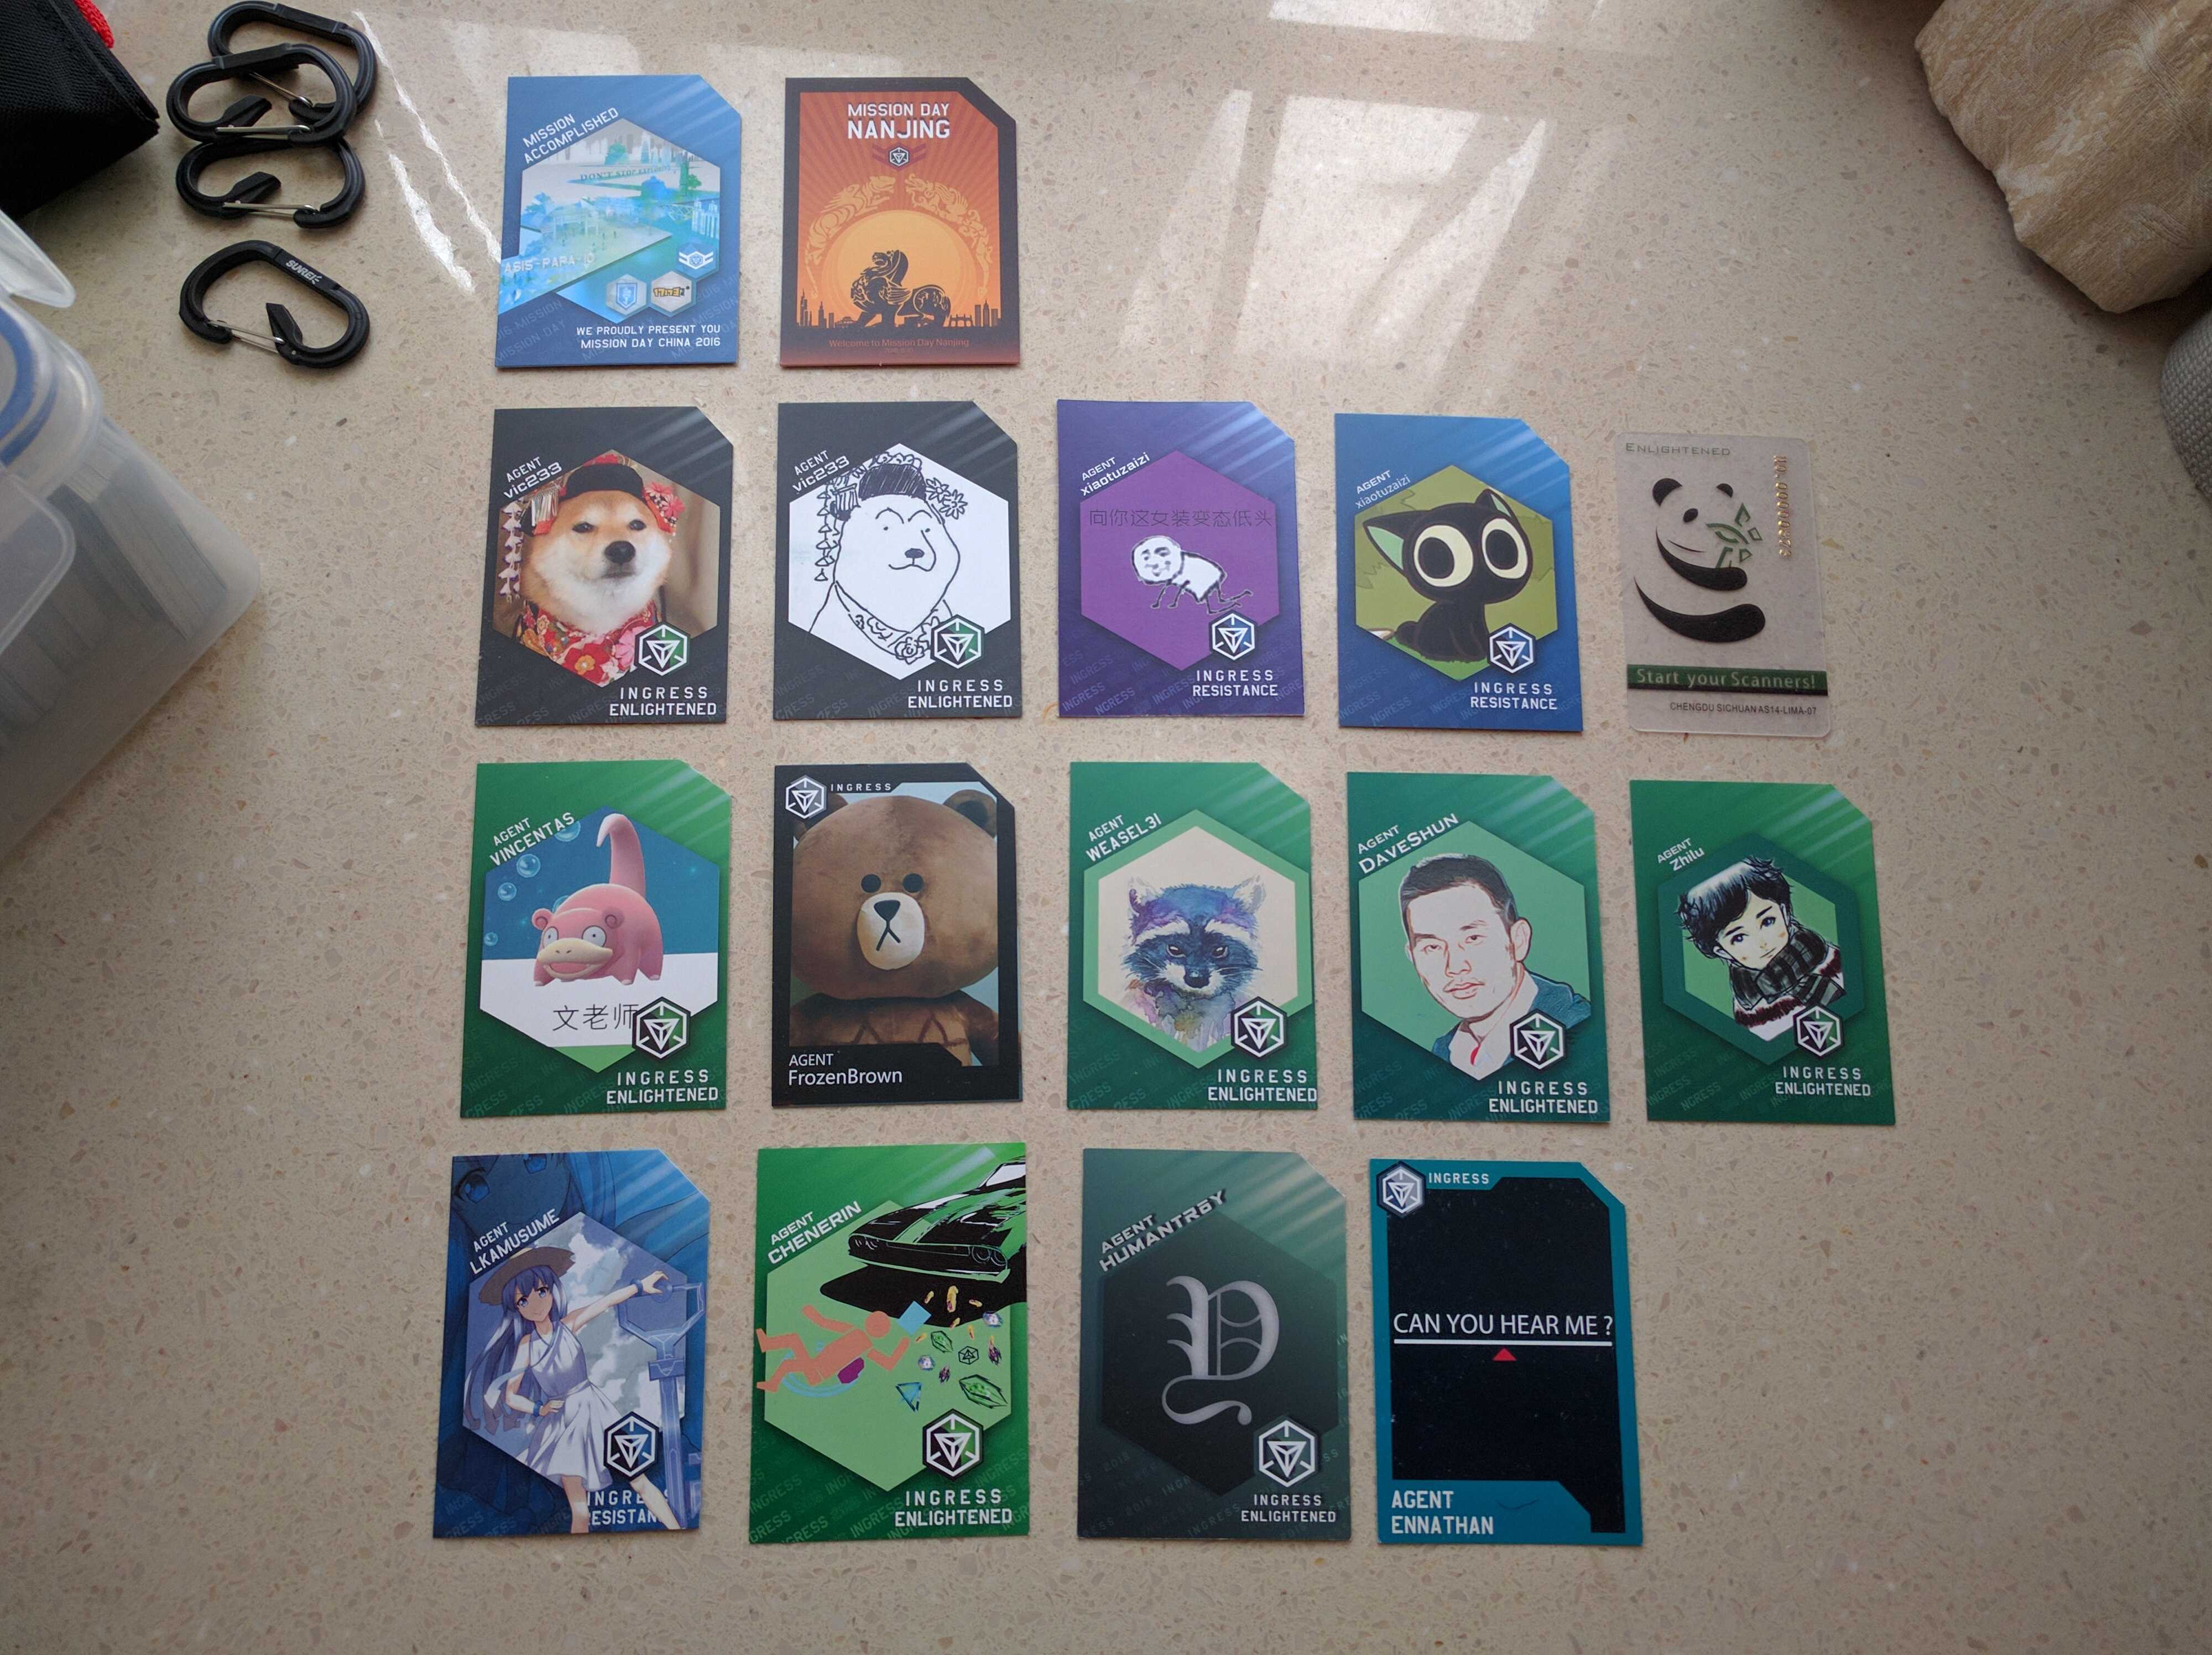 SUREE
MISSION
ACCOMPLISHED
WE PROUDLY PRESENT YOU
MISSION DAY CHINA 2016
MISSION DAY
NANJING
Welcome to Mission Day Nanjing
AGENT
vic233
INGRESS
ENLIGHTENED
AGENT
vic233
INGRESS
ENLIGHTENED
AGENT
xiaotuzaizi
向你这女装变态低头
INGRESS
RESISTANCE
AGENT
xiaotuzaizi
INGRESS
RESISTANCE
ENLIGHTENED
Start your Scanners!
CHENGDU SICHUAN AS14-LIMA-07
AGENT
VINCENTAS
文老师
INGRESS
ENLIGHTENED
INGRESS
AGENT
FrozenBrown
AGENT
WEASEL31
INGRESS
ENLIGHTENED
AGENT
DAVESHUN
INGRESS
ENLIGHTENED
AGENT
Zhilu
INGRESS
ENLIGHTENED
AGENT
LKAMUSUME
INGRE
ESISTAN
AGENT
CHENERIN
INGRESS
ENLIGHTENED
AGENT
HUMANTRBY
INGRESS
ENLIGHTENED
INGRESS
CAN YOU HEAR ME ?
AGENT
ENNATHAN